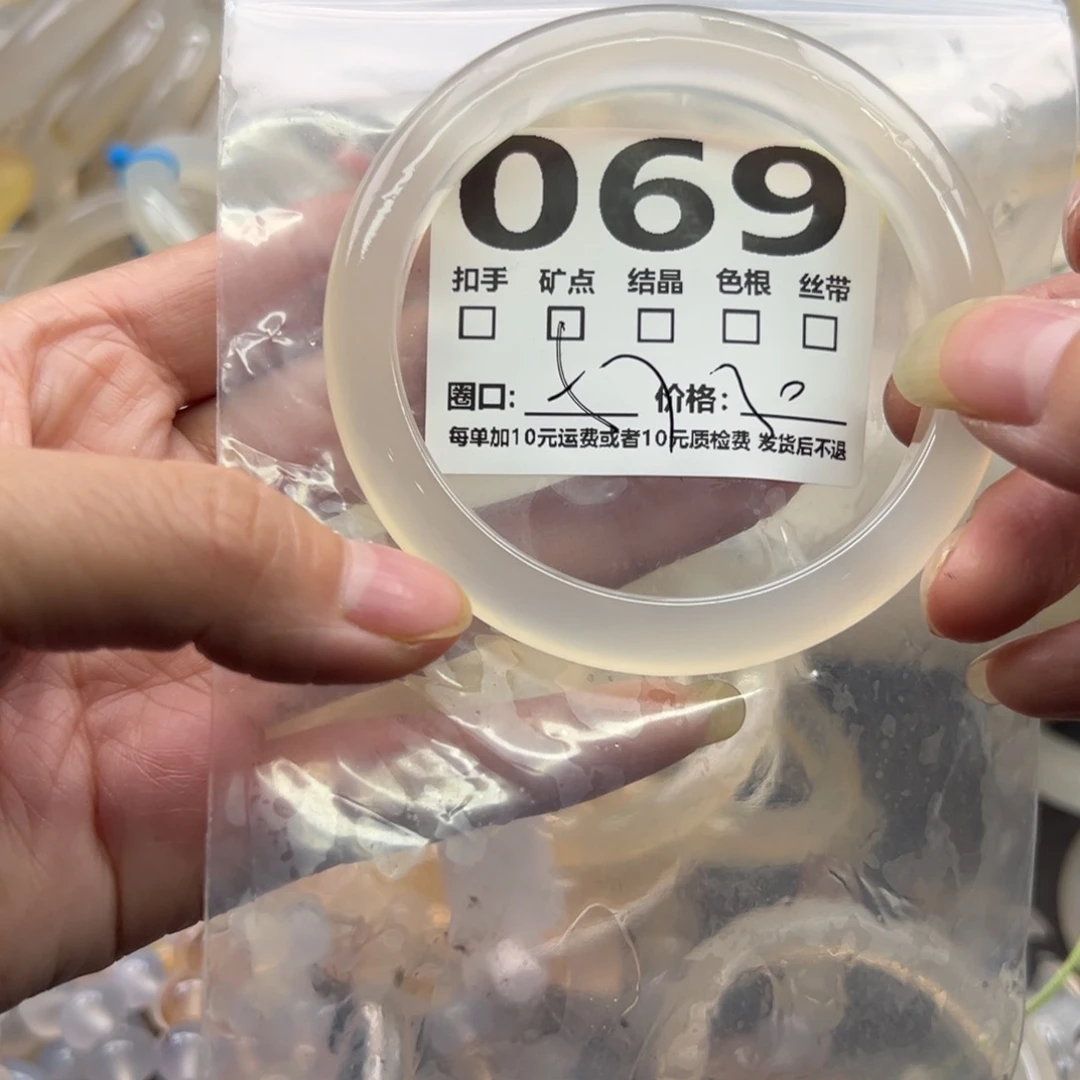 069
扣手 矿点 结晶 色根 丝带
圈口: 价格:
每单加10元运费或者10元质检费 发货后不退